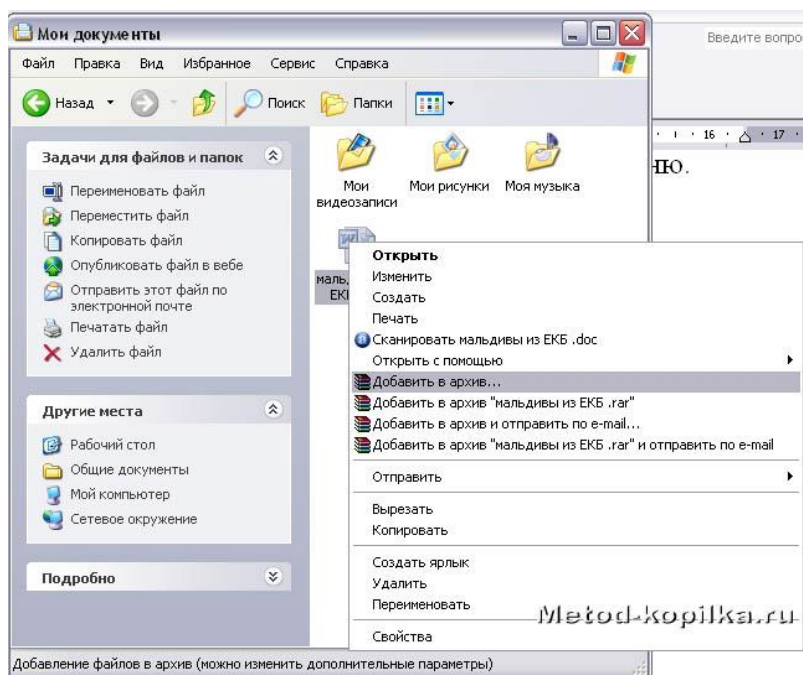 Мои документы
Введите вопро
Файл Правка Вид Избранное Сервис Справка
Назад Поиск Папки
16 17
ИЮ.
Задачи для файлов и папок
Переименовать файл
Переместить файл
Копировать файл
Опубликовать файл в вебе
Отправить этот файл по
электронной почте
Печатать файл
Удалить файл
Другие места
Рабочий стол
Общие документы
Мой компьютер
Сетевое окружение
Подробно
Мои
видеозаписи
Мои рисунки
Моя музыка
маль
ЕК
Открыть
Изменить
Создать
Печать
Сканировать мальдивы из ЕКБ .doc
Открыть с помощью
Добавить в архив...
Добавить в архив "мальдивы из ЕКБ .rar"
Добавить в архив и отправить по e-mail...
Добавить в архив "мальдивы из ЕКБ .rar" и отправить по e-mail
Отправить
Вырезать
Копировать
Создать ярлык
Удалить
Переименовать
Свойства
Metod-kopilka.ru
Добавление файлов в архив (можно изменить дополнительные параметры)